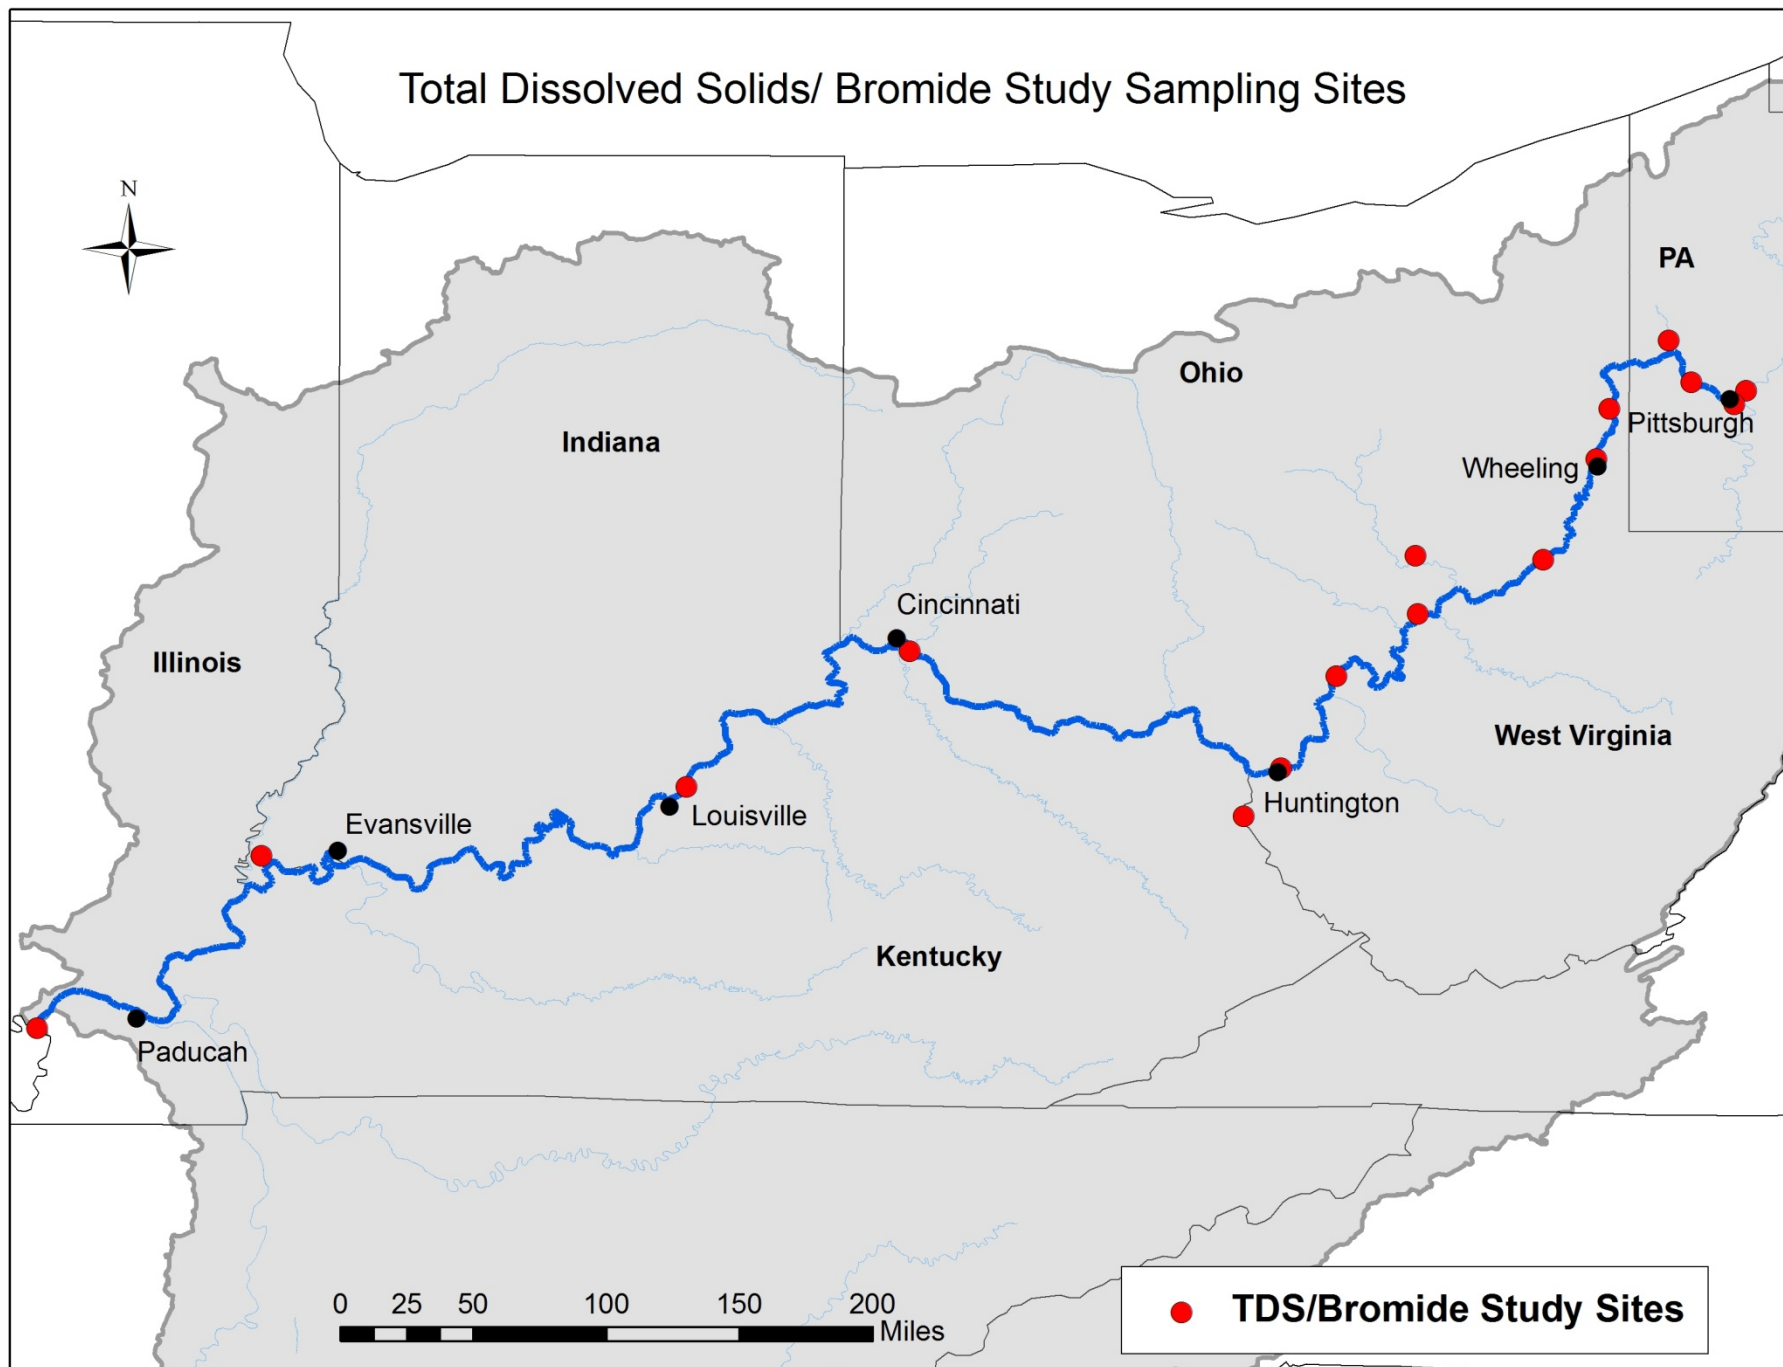 Total Dissolved Solids/ Bromide Study Sampling Sites
N
PA
Ohio
Indiana
Pittsburgh
Wheeling
Cincinnati
Illinois
West Virginia
Huntington
Louisville
Evansville
Kentucky
Paducah
0 25 50 100 150 200
Miles
TDS/Bromide Study Sites